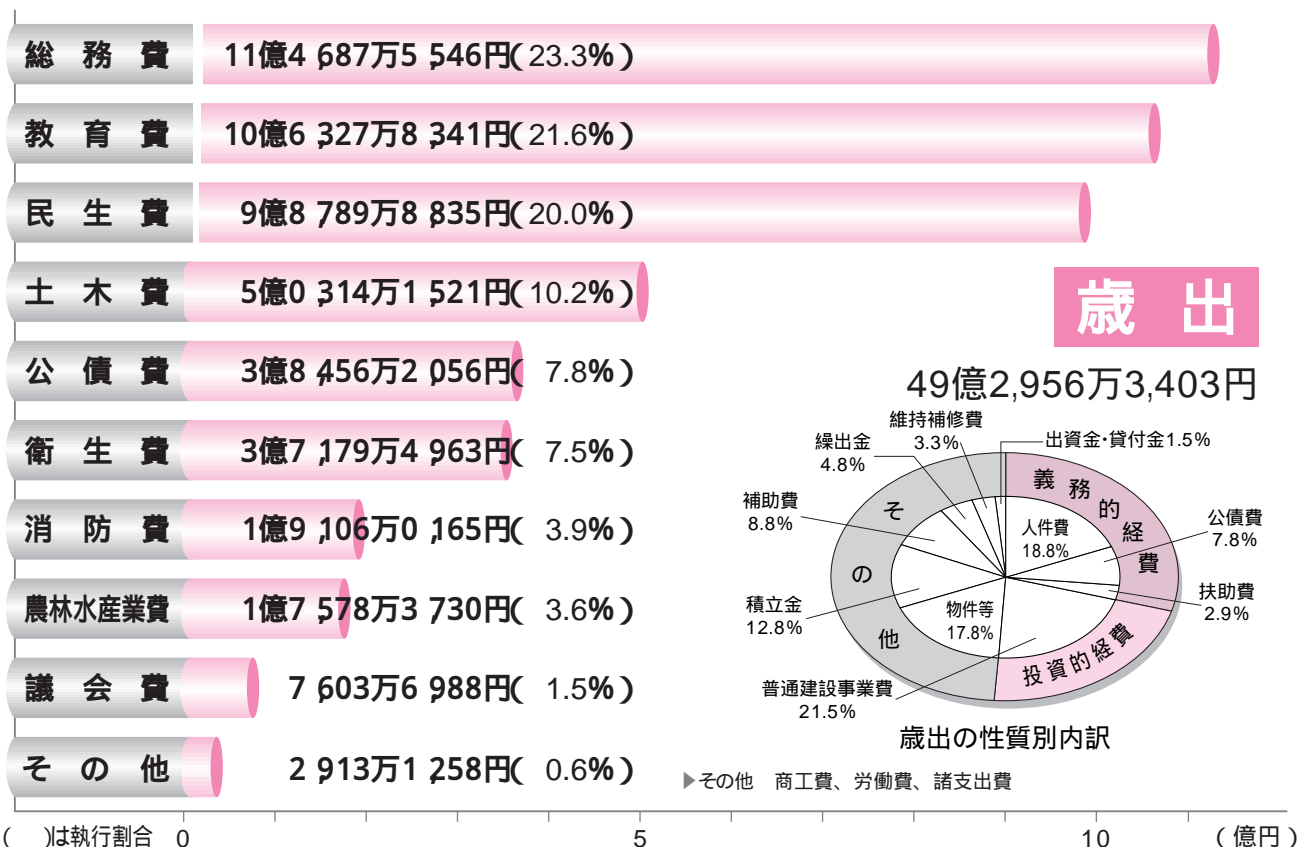 総務費 11億4,687万5,546円(23.3%)
教育費 10億6,327万8,341円(21.6%)
民生費 9億8,789万8,835円(20.0%)
土木費 5億0,314万1,521円(10.2%)
公債費 3億8,456万2,056円(7.8%)
衛生費 3億7,179万4,963円(7.5%)
消防費 1億9,106万0,165円(3.9%)
農林水産業費 1億7,578万3,730円(3.6%)
議会費 7,603万6,988円(1.5%)
その他 2,913万1,258円(0.6%)
( )は執行割合 0 5 10 (億円)
歳出
49億2,956万3,403円
維持補修費
3.3%
出資金・貸付金1.5%
繰出金
4.8%
補助費
8.8%
積立金
12.8%
物件等
17.8%
普通建設事業費
21.5%
人件費
18.8%
公債費
7.8%
扶助費
2.9%
義務的経費
投資的経費
その他
歳出の性質別内訳
▶その他 商工費、労働費、諸支出費